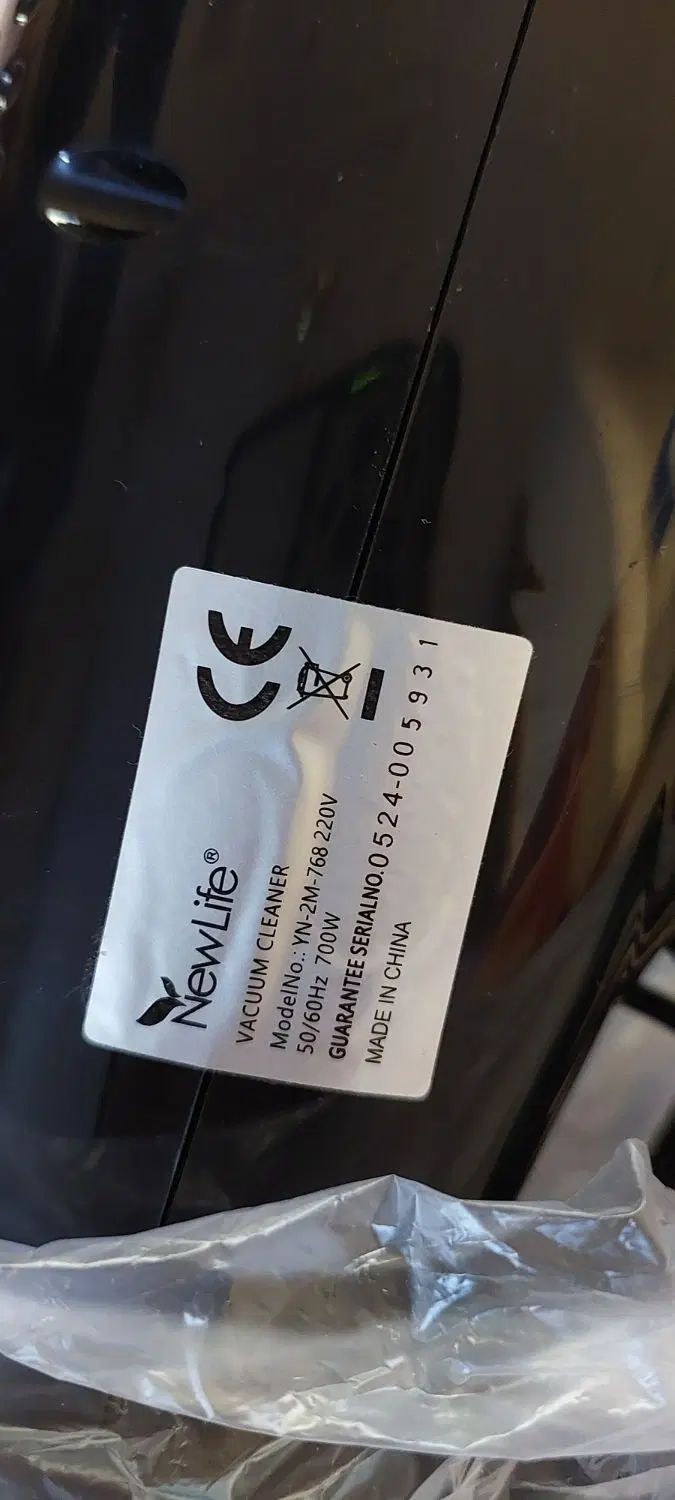 NewLife®
VACUUM CLEANER
ModelNo.: YN-2M-768 220V
50/60Hz 700W
GUARANTEE SERIALNO.0524-005931
MADE IN CHINA
CE